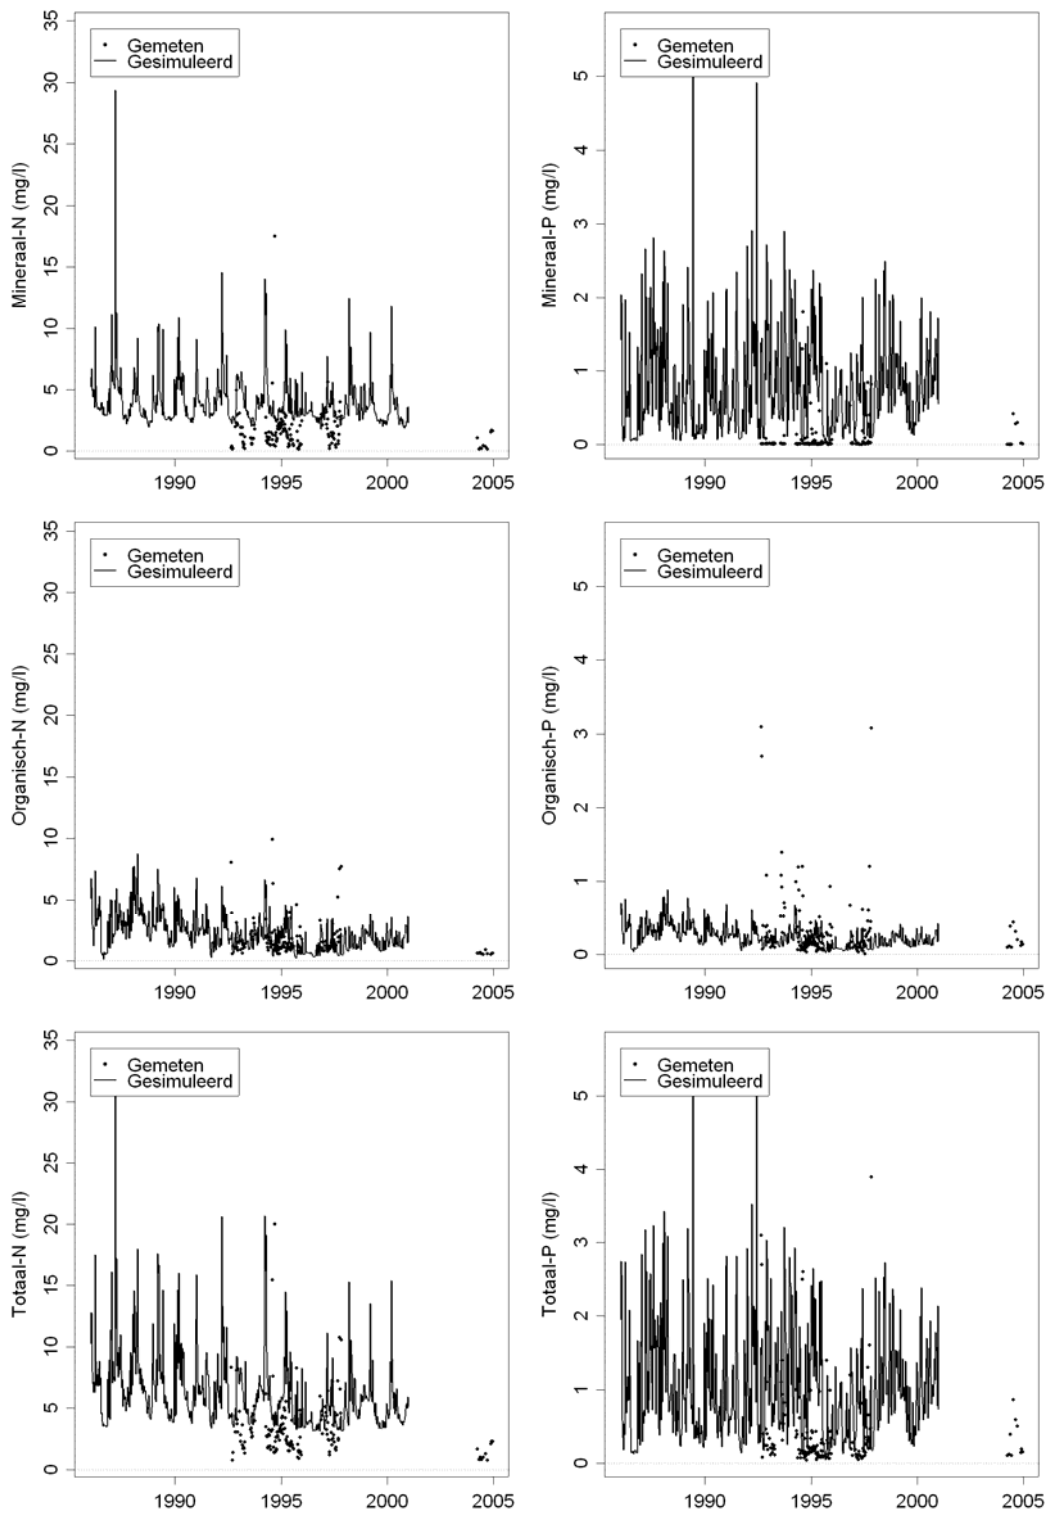 Mineraal-N (mg/l)
35
30
25
20
15
10
5
0
Gemeten
Gesimuleerd
1990 1995 2000 2005
Mineraal-P (mg/l)
5
4
3
2
1
0
Gemeten
Gesimuleerd
1990 1995 2000 2005
Organisch-N (mg/l)
35
30
25
20
15
10
5
0
Gemeten
Gesimuleerd
1990 1995 2000 2005
Organisch-P (mg/l)
5
4
3
2
1
0
Gemeten
Gesimuleerd
1990 1995 2000 2005
Totaal-N (mg/l)
35
30
25
20
15
10
5
0
Gemeten
Gesimuleerd
1990 1995 2000 2005
Totaal-P (mg/l)
5
4
3
2
1
0
Gemeten
Gesimuleerd
1990 1995 2000 2005